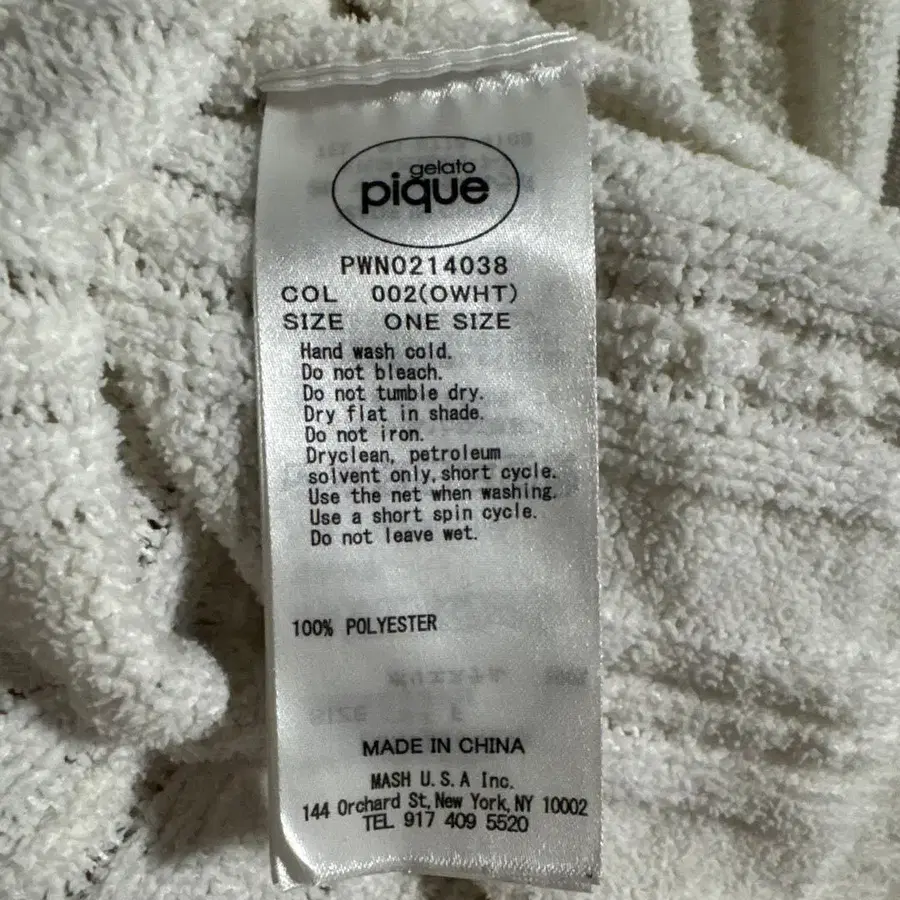 gelato
pique
PWNO214038
COL 002(OWHT)
SIZE ONE SIZE
Hand wash cold.
Do not bleach.
Do not tumble dry.
Dry flat in shade.
Do not iron.
Dryclean, petroleum
solvent only, short cycle.
Use the net when washing.
Use a short spin cycle.
Do not leave wet.
100% POLYESTER
MADE IN CHINA
MASH U.S.A Inc.
144 Orchard St, New York, NY 10002
TEL 917 409 5520